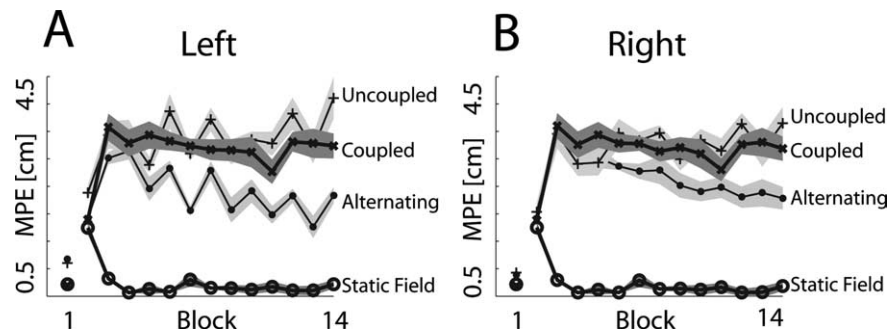 A
Left
4.5
MPE [cm]
0.5
Uncoupled
Coupled
Alternating
Static Field
1
Block
14
B
Right
4.5
MPE [cm]
0.5
Uncoupled
Coupled
Alternating
Static Field
1
Block
14